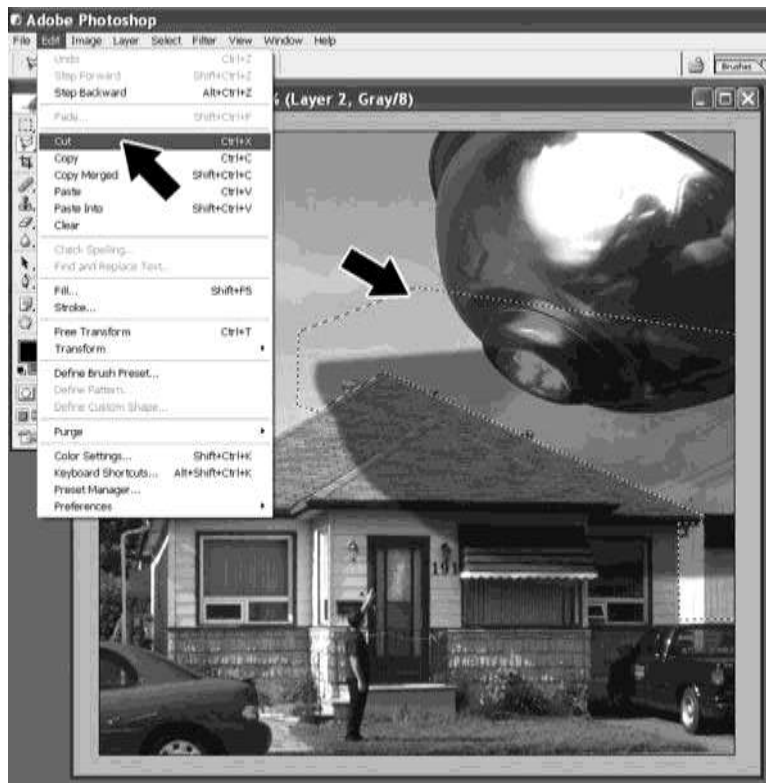 Adobe Photoshop
File Edit Image Layer Select Filter View Window Help
Undo Ctrl+Z
Step Forward Shift+Ctrl+Z
Step Backward Alt+Ctrl+Z
Fade... Shift+Ctrl+F
Cut Ctrl+X
Copy Ctrl+C
Copy Merged Shift+Ctrl+C
Paste Ctrl+V
Paste Into Shift+Ctrl+V
Clear
Check Spelling...
Find and Replace Text...
Fill... Shift+F5
Stroke...
Free Transform Ctrl+T
Transform
Define Brush Preset...
Define Pattern...
Define Custom Shape...
Purge
Color Settings... Shift+Ctrl+K
Keyboard Shortcuts... Alt+Shift+Ctrl+K
Preset Manager...
Preferences
Brushes
% (Layer 2, Gray/8)
191